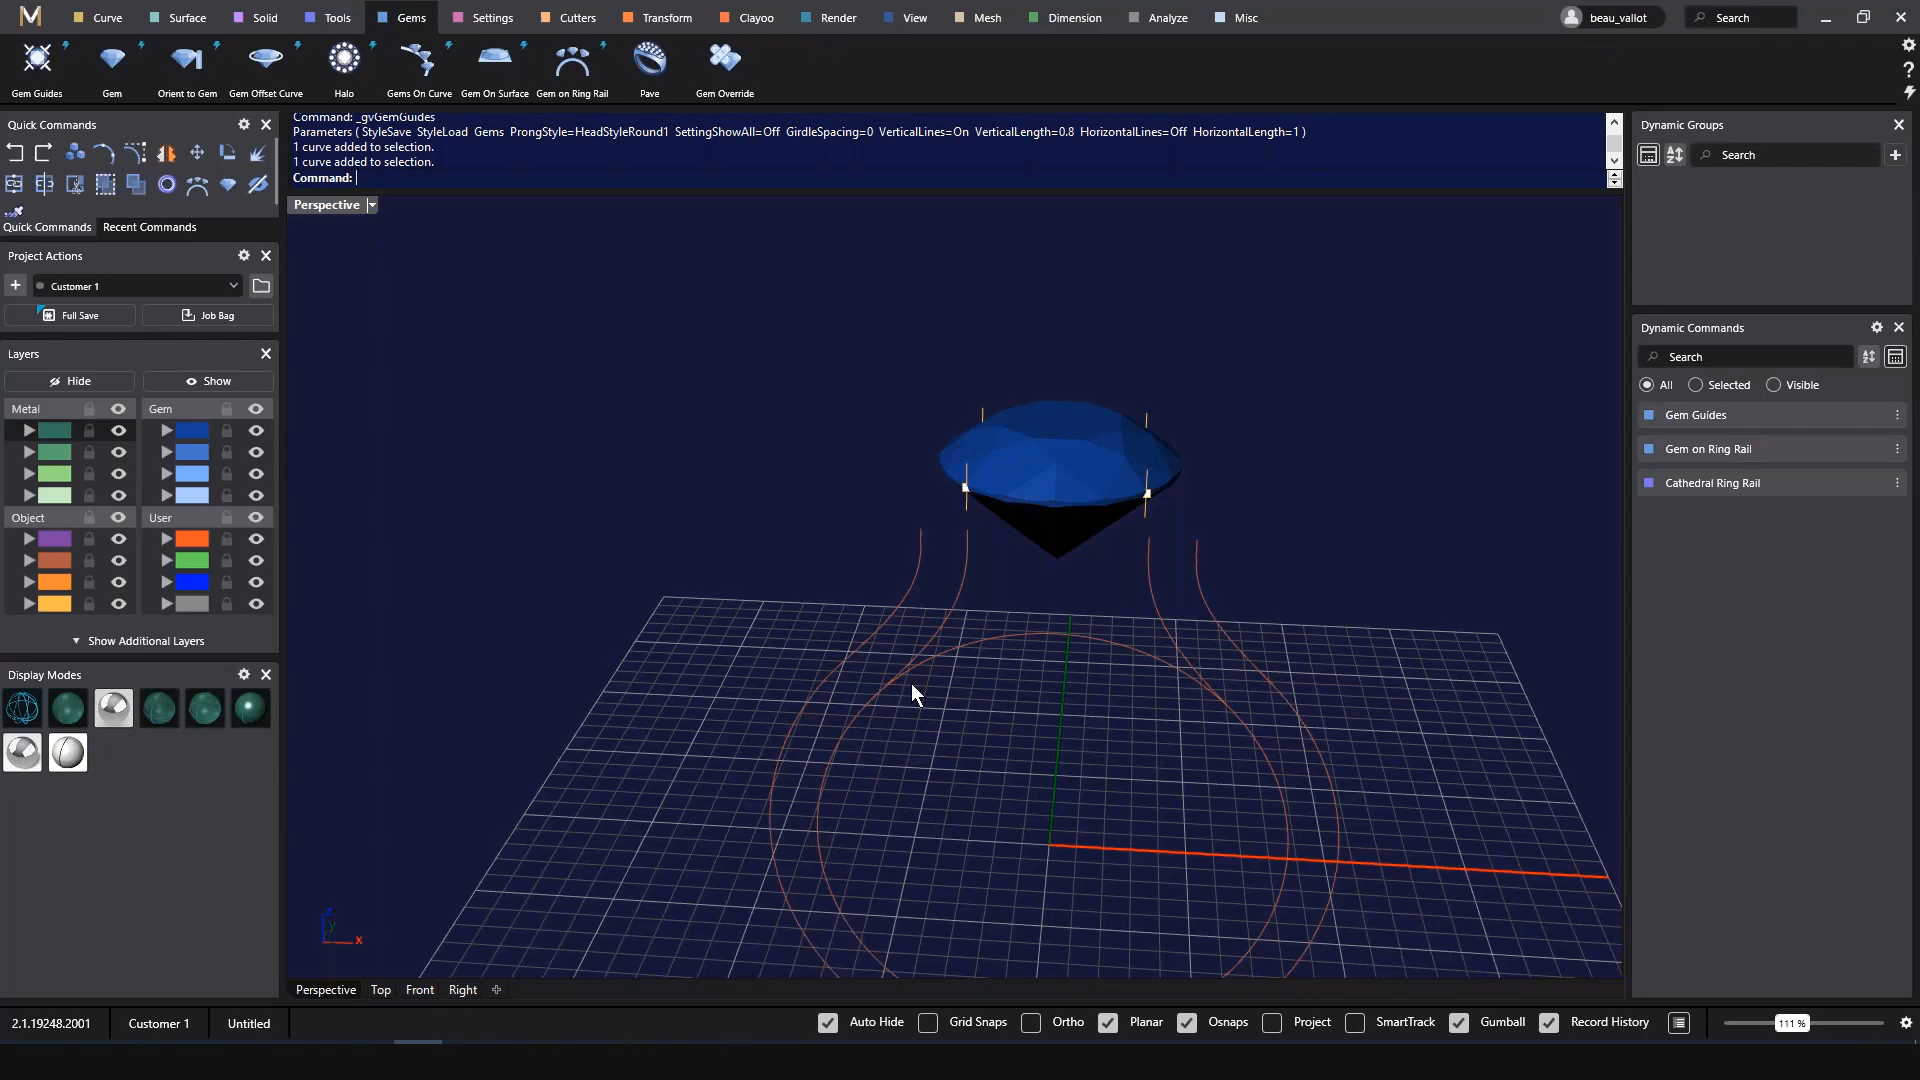 Curve Surface Solid Tools Gems Settings Cutters Transform Clayoo Render View Mesh Dimension Analyze Misc beau_vallot Search
Gem Guides Gem Orient to Gem Gem Offset Curve Halo Gems On Curve Gem On Surface Gem on Ring Rail Pave Gem Override
Quick Commands
Quick Commands Recent Commands
Project Actions
Customer 1
Full Save Job Bag
Layers
Hide Show
Metal Gem
Object User
Show Additional Layers
Display Modes
Command: _gvGemGuides
Parameters ( StyleSave StyleLoad Gems ProngStyle=HeadStyleRound1 SettingShowAll=Off GirdleSpacing=0 VerticalLines=On VerticalLength=0.8 HorizontalLines=Off HorizontalLength=1 )
1 curve added to selection.
1 curve added to selection.
Command:
Perspective
z
y
x
Perspective Top Front Right
Dynamic Groups
Search
Dynamic Commands
Search
All Selected Visible
Gem Guides
Gem on Ring Rail
Cathedral Ring Rail
2.1.19248.2001 Customer 1 Untitled Auto Hide Grid Snaps Ortho Planar Osnaps Project SmartTrack Gumball Record History 111 %